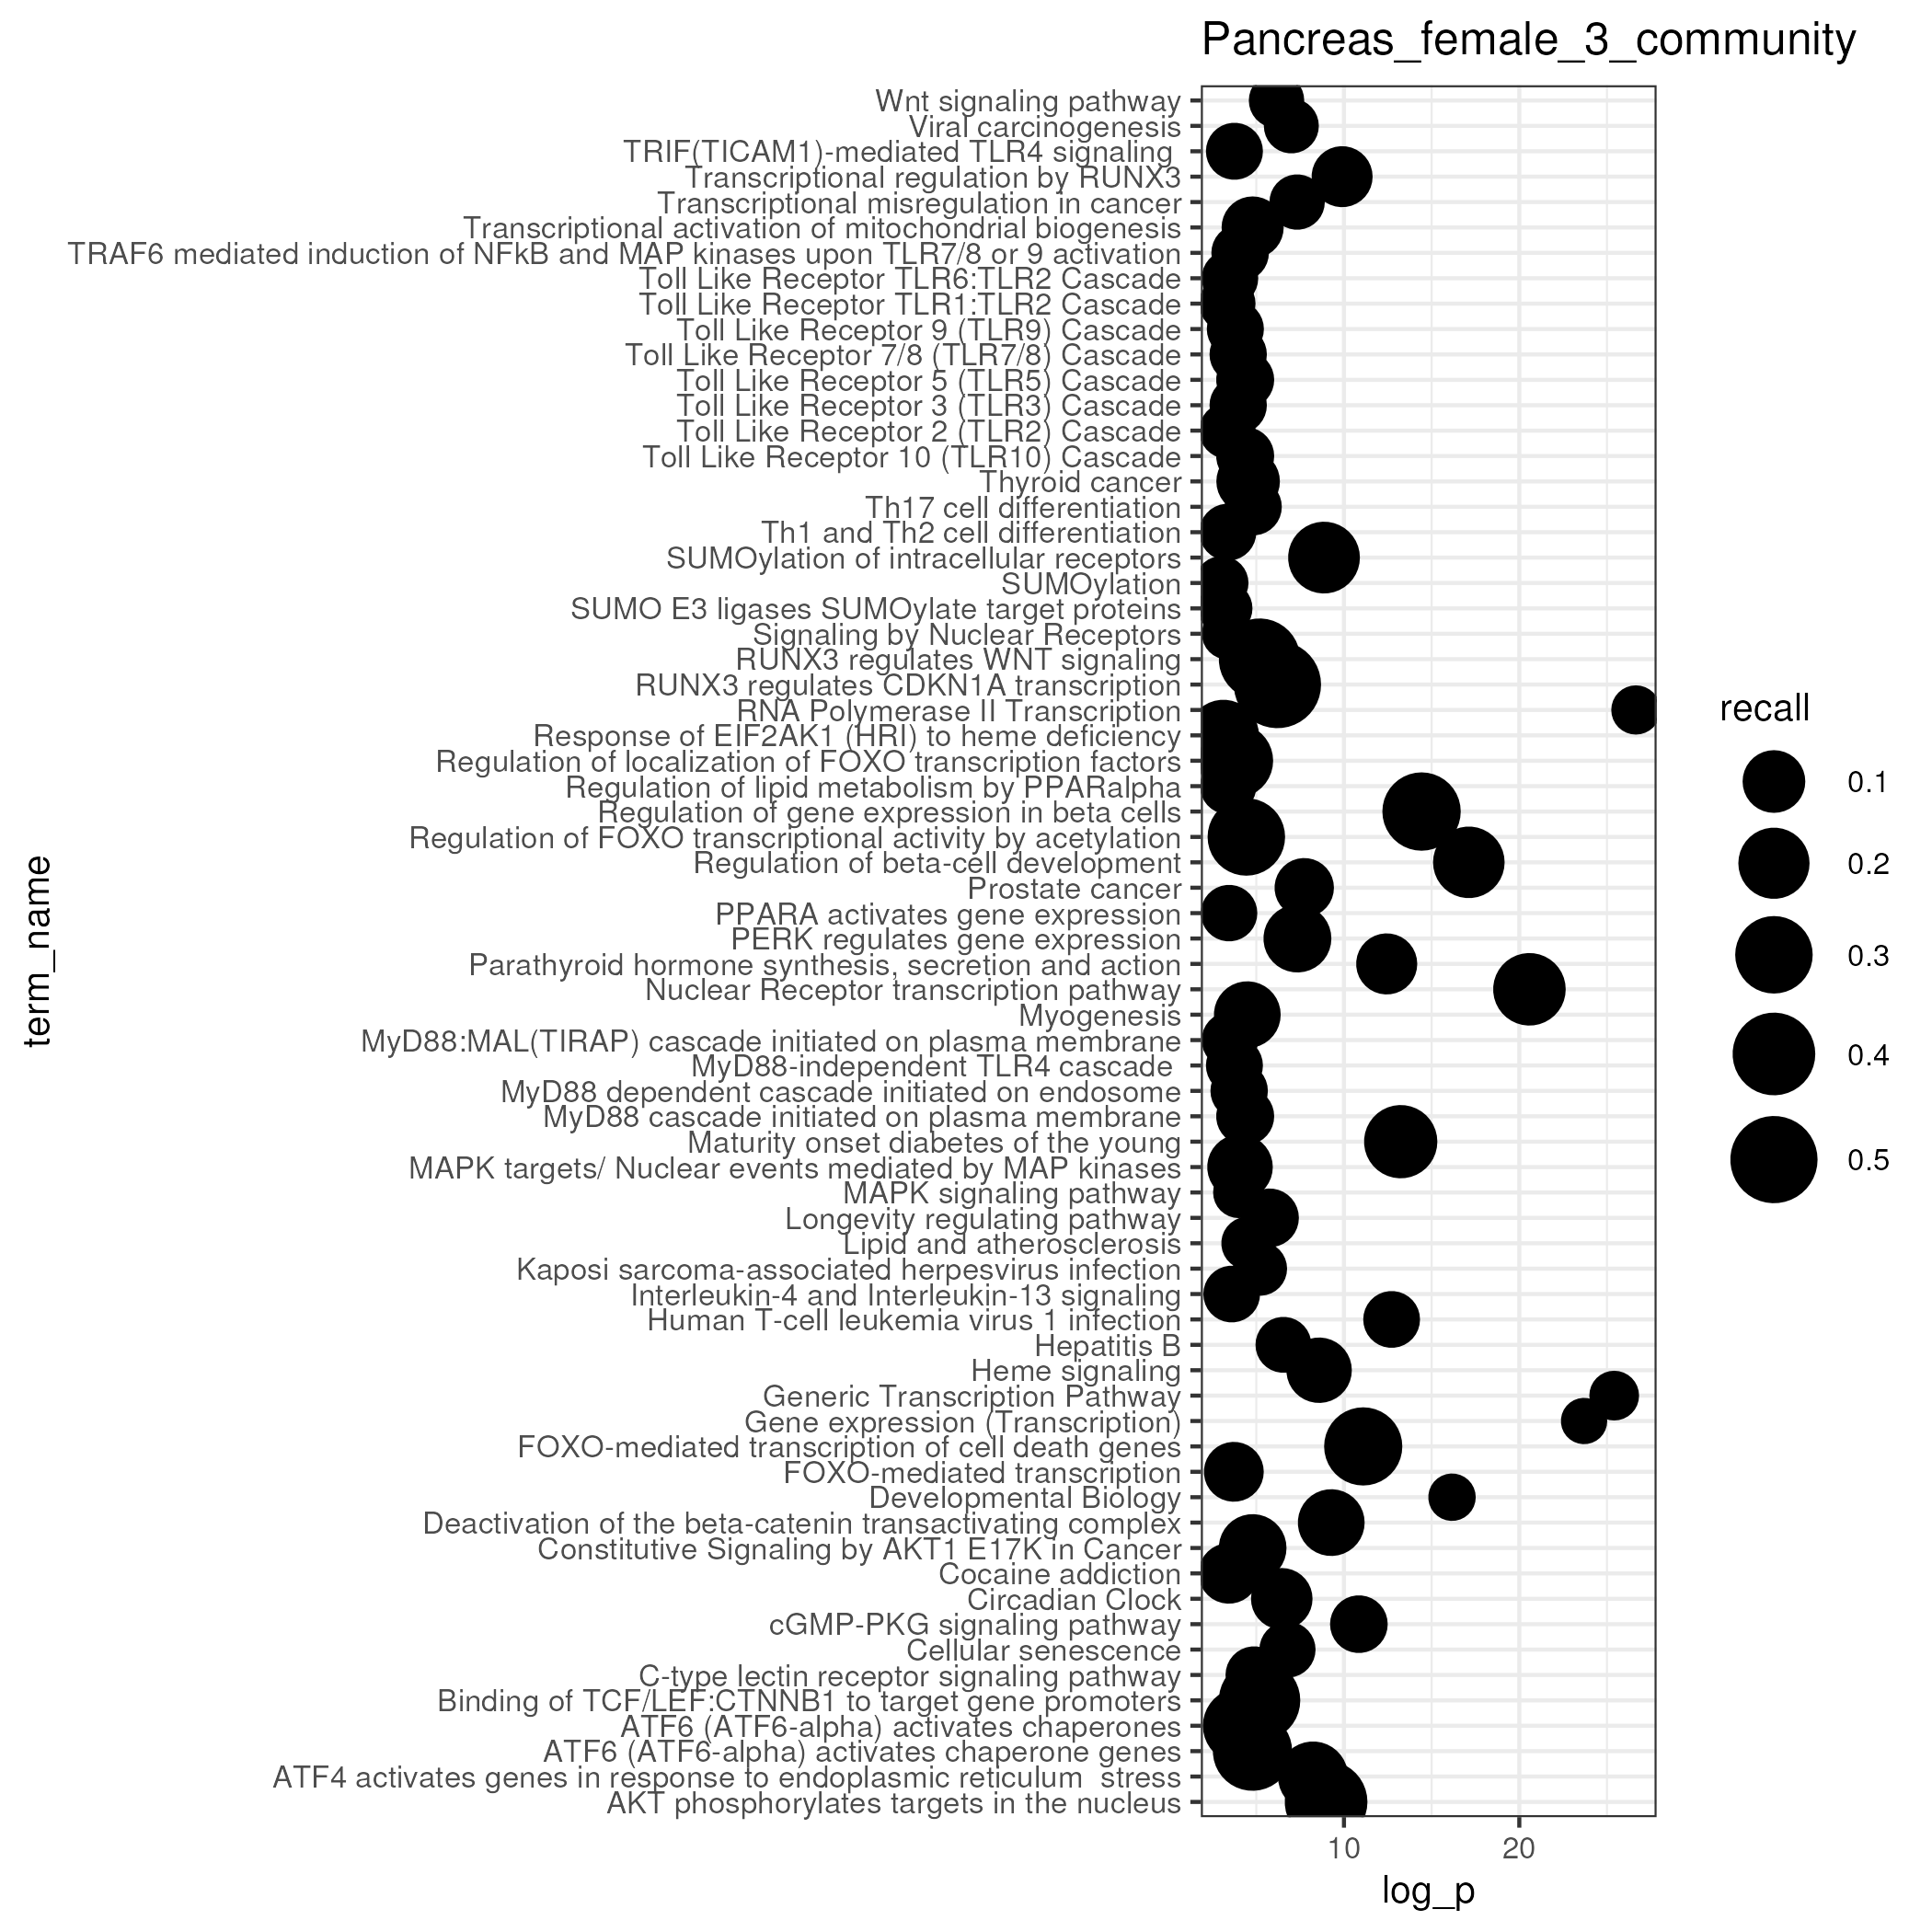 Pancreas_female_3_community
Wnt signaling pathway
Viral carcinogenesis
TRIF(TICAM1)-mediated TLR4 signaling
Transcriptional regulation by RUNX3
Transcriptional misregulation in cancer
Transcriptional activation of mitochondrial biogenesis
TRAF6 mediated induction of NFkB and MAP kinases upon TLR7/8 or 9 activation
Toll Like Receptor TLR6:TLR2 Cascade
Toll Like Receptor TLR1:TLR2 Cascade
Toll Like Receptor 9 (TLR9) Cascade
Toll Like Receptor 7/8 (TLR7/8) Cascade
Toll Like Receptor 5 (TLR5) Cascade
Toll Like Receptor 3 (TLR3) Cascade
Toll Like Receptor 2 (TLR2) Cascade
Toll Like Receptor 10 (TLR10) Cascade
Thyroid cancer
Th17 cell differentiation
Th1 and Th2 cell differentiation
SUMOylation of intracellular receptors
SUMOylation
SUMO E3 ligases SUMOylate target proteins
Signaling by Nuclear Receptors
RUNX3 regulates WNT signaling
RUNX3 regulates CDKN1A transcription
RNA Polymerase II Transcription
Response of EIF2AK1 (HRI) to heme deficiency
Regulation of localization of FOXO transcription factors
Regulation of lipid metabolism by PPARalpha
Regulation of gene expression in beta cells
Regulation of FOXO transcriptional activity by acetylation
Regulation of beta-cell development
Prostate cancer
PPARA activates gene expression
PERK regulates gene expression
Parathyroid hormone synthesis, secretion and action
Nuclear Receptor transcription pathway
Myogenesis
MyD88:MAL(TIRAP) cascade initiated on plasma membrane
MyD88-independent TLR4 cascade
MyD88 dependent cascade initiated on endosome
MyD88 cascade initiated on plasma membrane
Maturity onset diabetes of the young
MAPK targets/ Nuclear events mediated by MAP kinases
MAPK signaling pathway
Longevity regulating pathway
Lipid and atherosclerosis
Kaposi sarcoma-associated herpesvirus infection
Interleukin-4 and Interleukin-13 signaling
Human T-cell leukemia virus 1 infection
Hepatitis B
Heme signaling
Generic Transcription Pathway
Gene expression (Transcription)
FOXO-mediated transcription of cell death genes
FOXO-mediated transcription
Developmental Biology
Deactivation of the beta-catenin transactivating complex
Constitutive Signaling by AKT1 E17K in Cancer
Cocaine addiction
Circadian Clock
cGMP-PKG signaling pathway
Cellular senescence
C-type lectin receptor signaling pathway
Binding of TCF/LEF:CTNNB1 to target gene promoters
ATF6 (ATF6-alpha) activates chaperones
ATF6 (ATF6-alpha) activates chaperone genes
ATF4 activates genes in response to endoplasmic reticulum  stress
AKT phosphorylates targets in the nucleus
term_name
10
20
log_p
recall
0.1
0.2
0.3
0.4
0.5